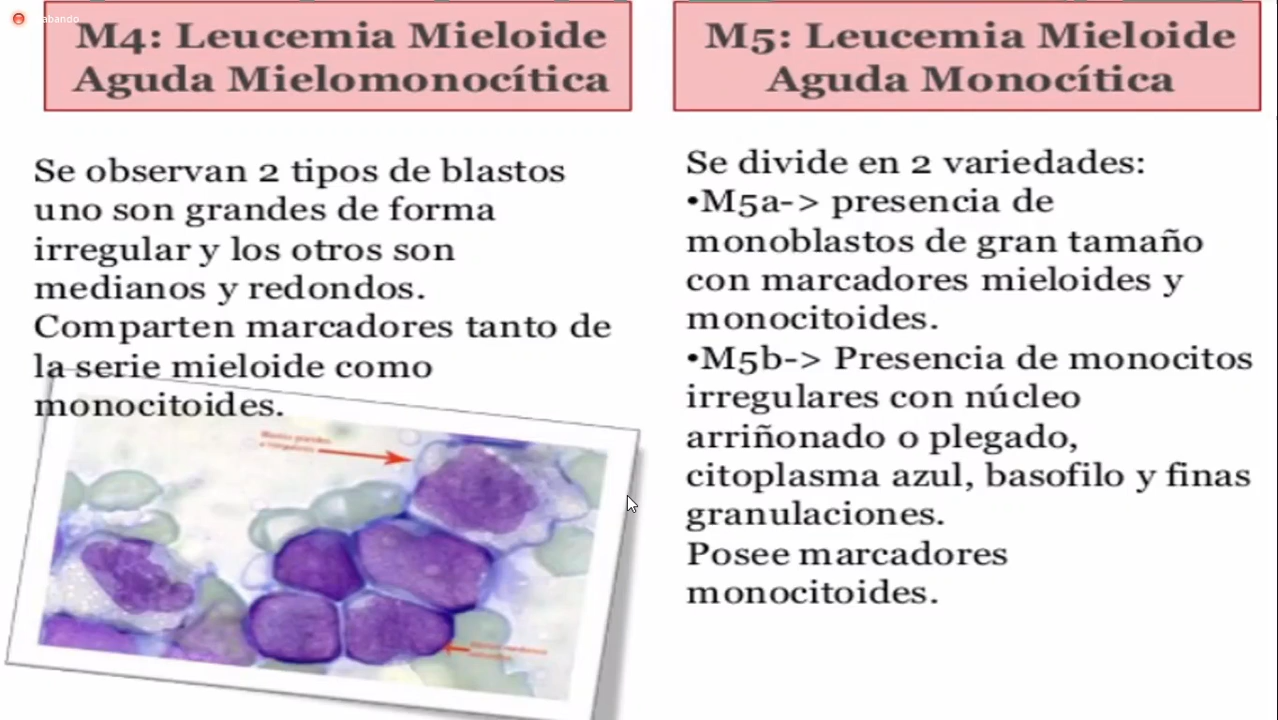 abando
M4: Leucemia Mieloide
Aguda Mielomonocítica
Se observan 2 tipos de blastos
uno son grandes de forma
irregular y los otros son
medianos y redondos.
Comparten marcadores tanto de
la serie mieloide como
monocitoides.
M5: Leucemia Mieloide
Aguda Monocítica
Se divide en 2 variedades:
•M5a-> presencia de
monoblastos de gran tamaño
con marcadores mieloides y
monocitoides.
•M5b-> Presencia de monocitos
irregulares con núcleo
arriñonado o plegado,
citoplasma azul, basofilo y finas
granulaciones.
Posee marcadores
monocitoides.